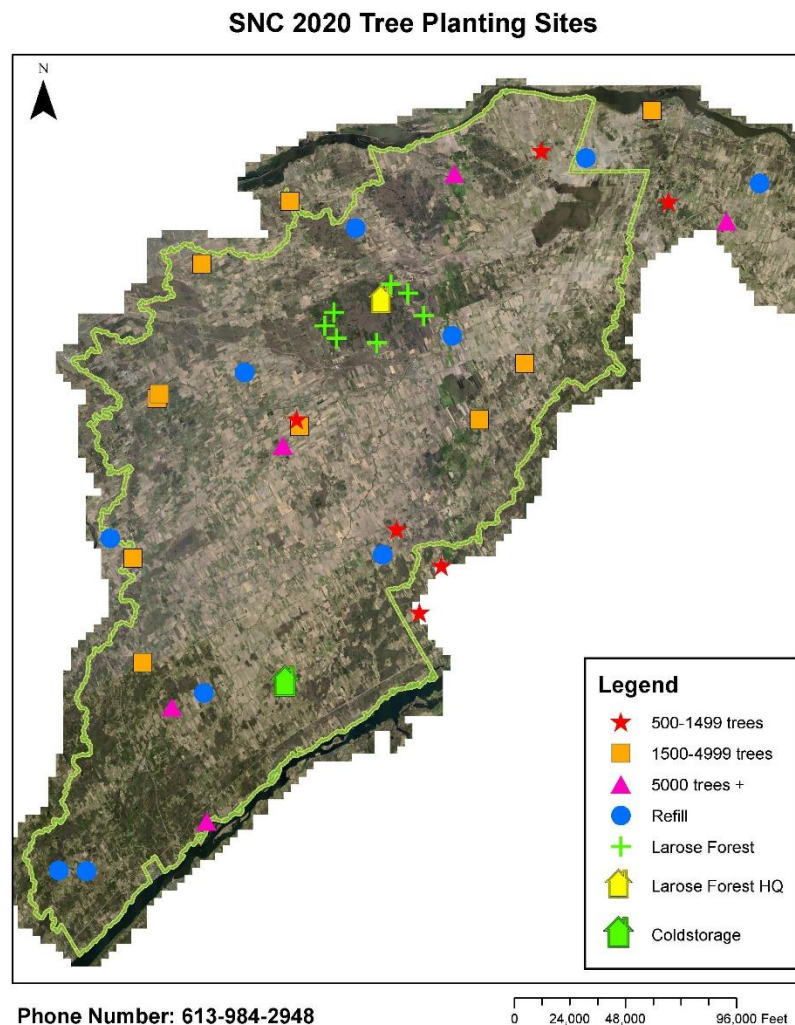 SNC 2020 Tree Planting Sites
N
Legend
500-1499 trees
1500-4999 trees
5000 trees +
Refill
Larose Forest
Larose Forest HQ
Coldstorage
Phone Number: 613-984-2948
0 24,000 48,000 96,000 Feet